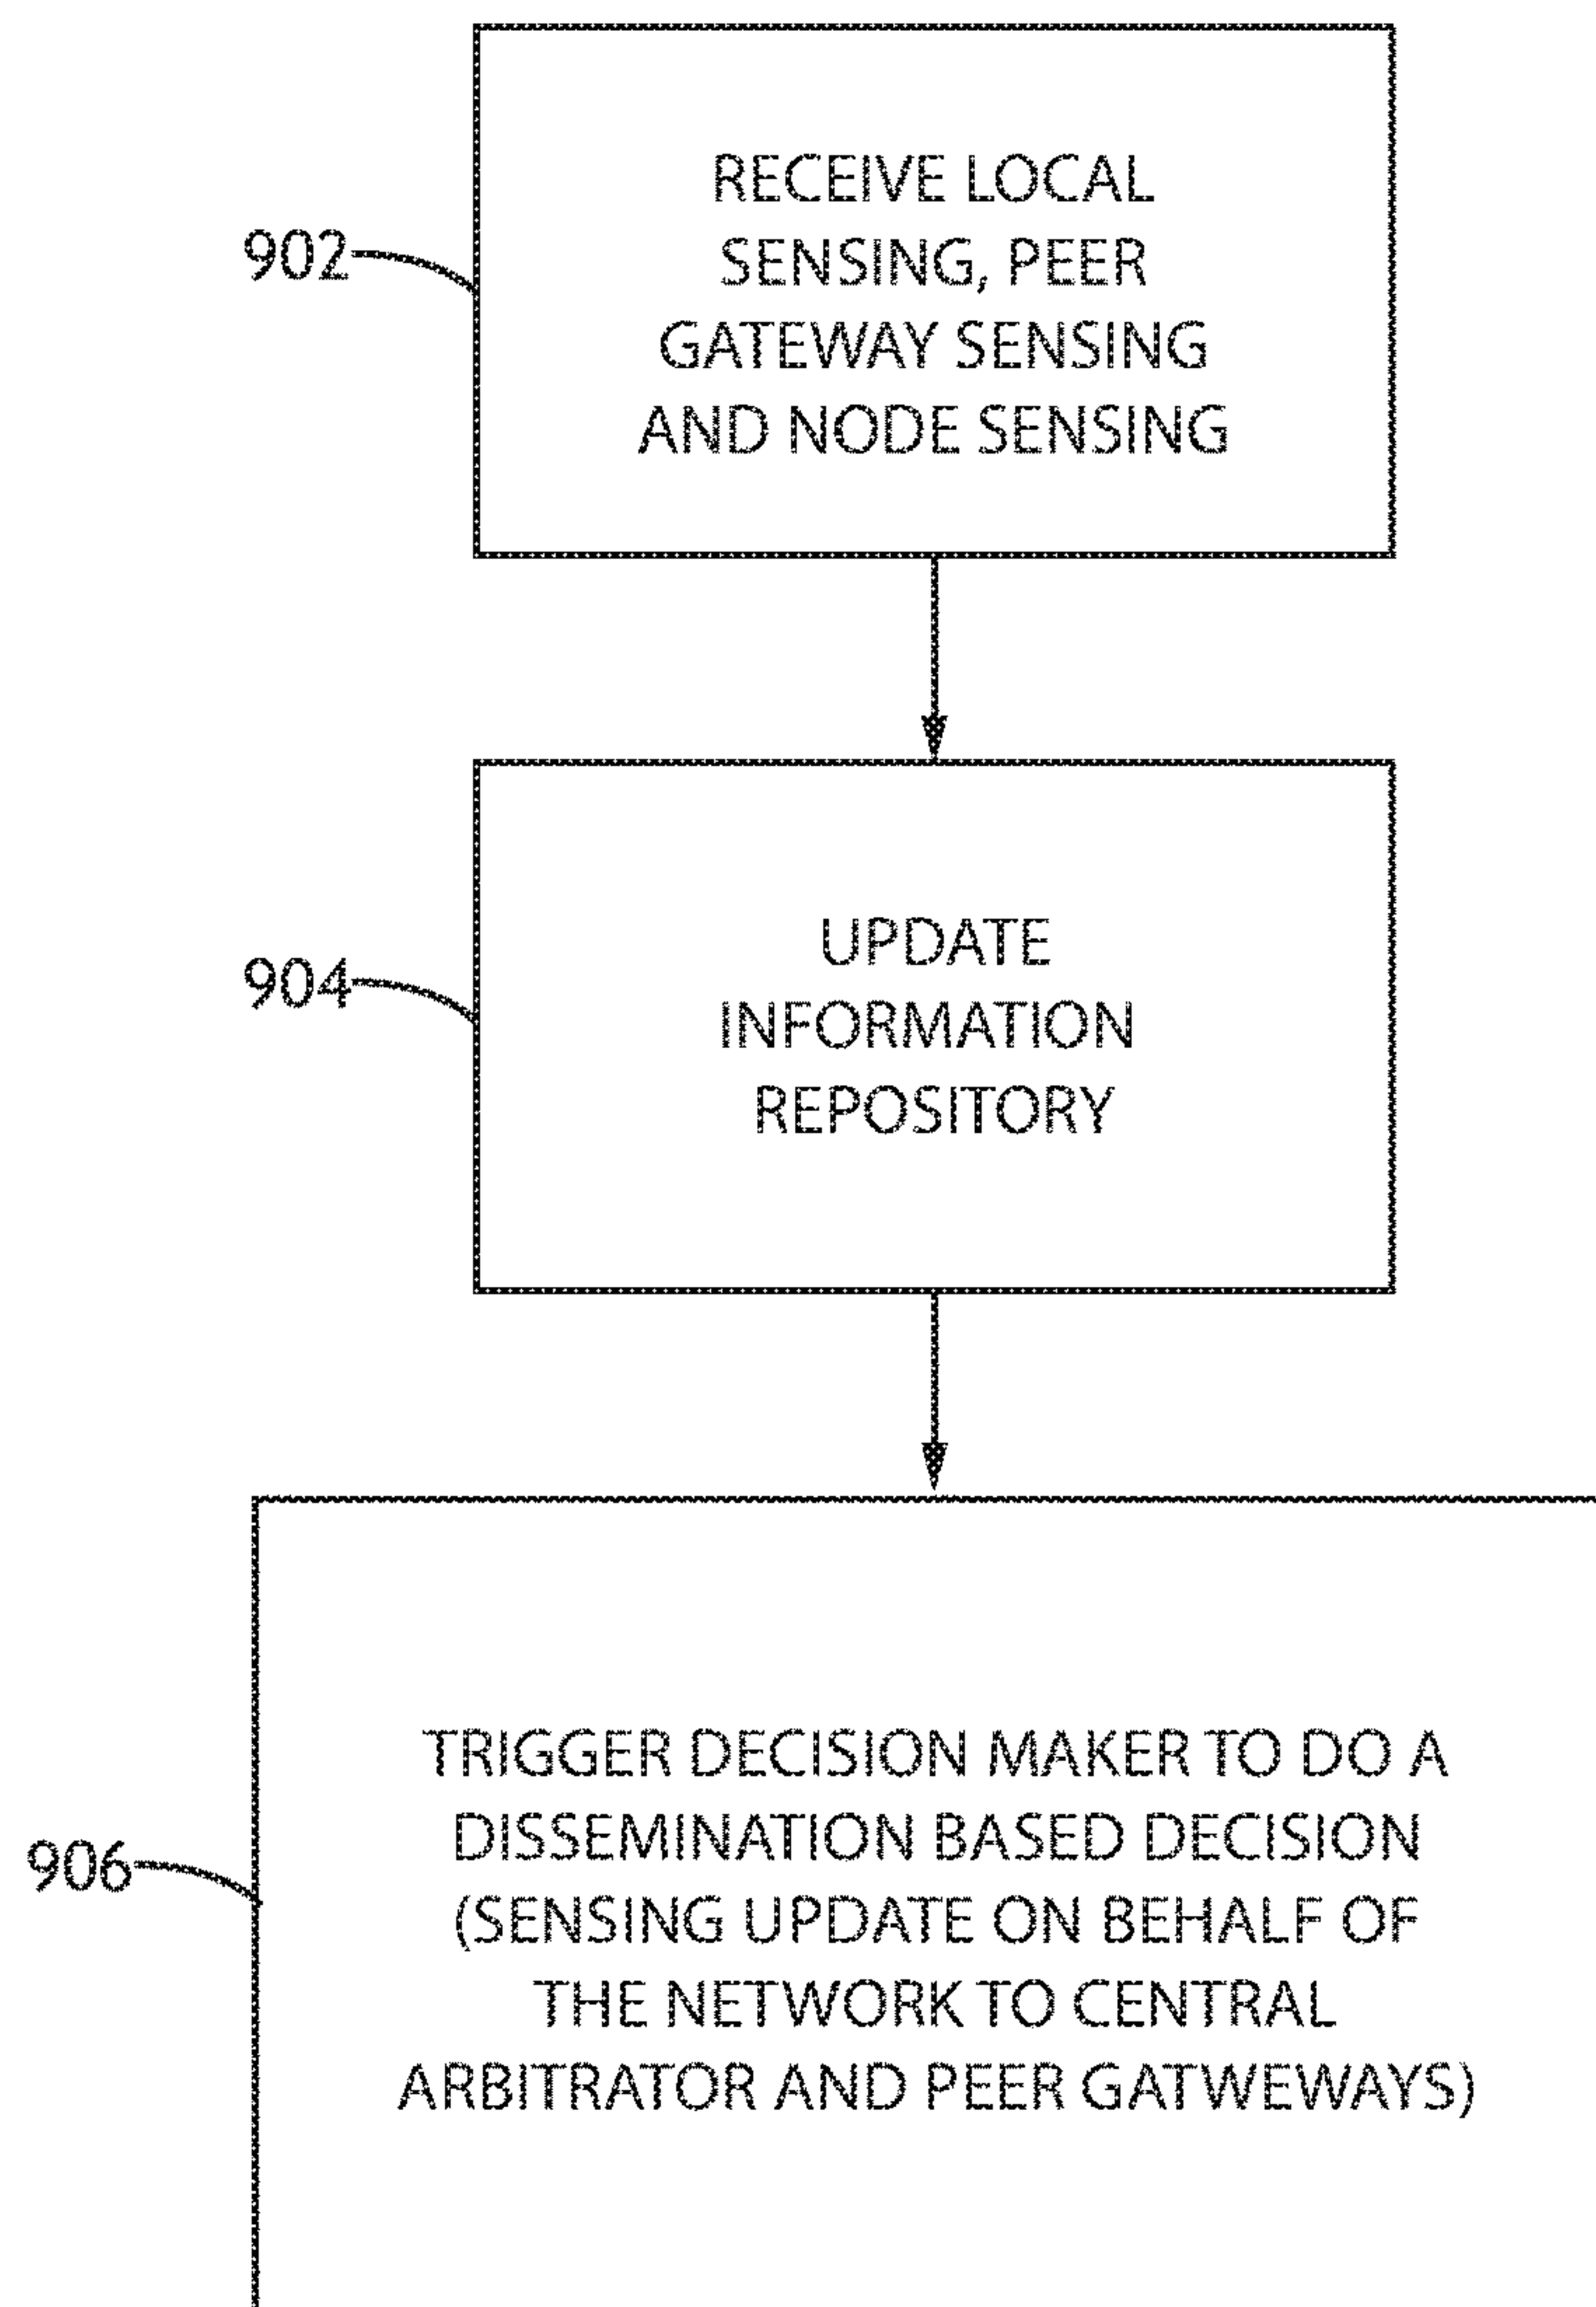 902
RECEIVE LOCAL
SENSING, PEER
GATEWAY SENSING
AND NODE SENSING
904
UPDATE
INFORMATION
REPOSITORY
906
TRIGGER DECISION MAKER TO DO A
DISSEMINATION BASED DECISION
(SENSING UPDATE ON BEHALF OF
THE NETWORK TO CENTRAL
ARBITRATOR AND PEER GATWEWAYS)